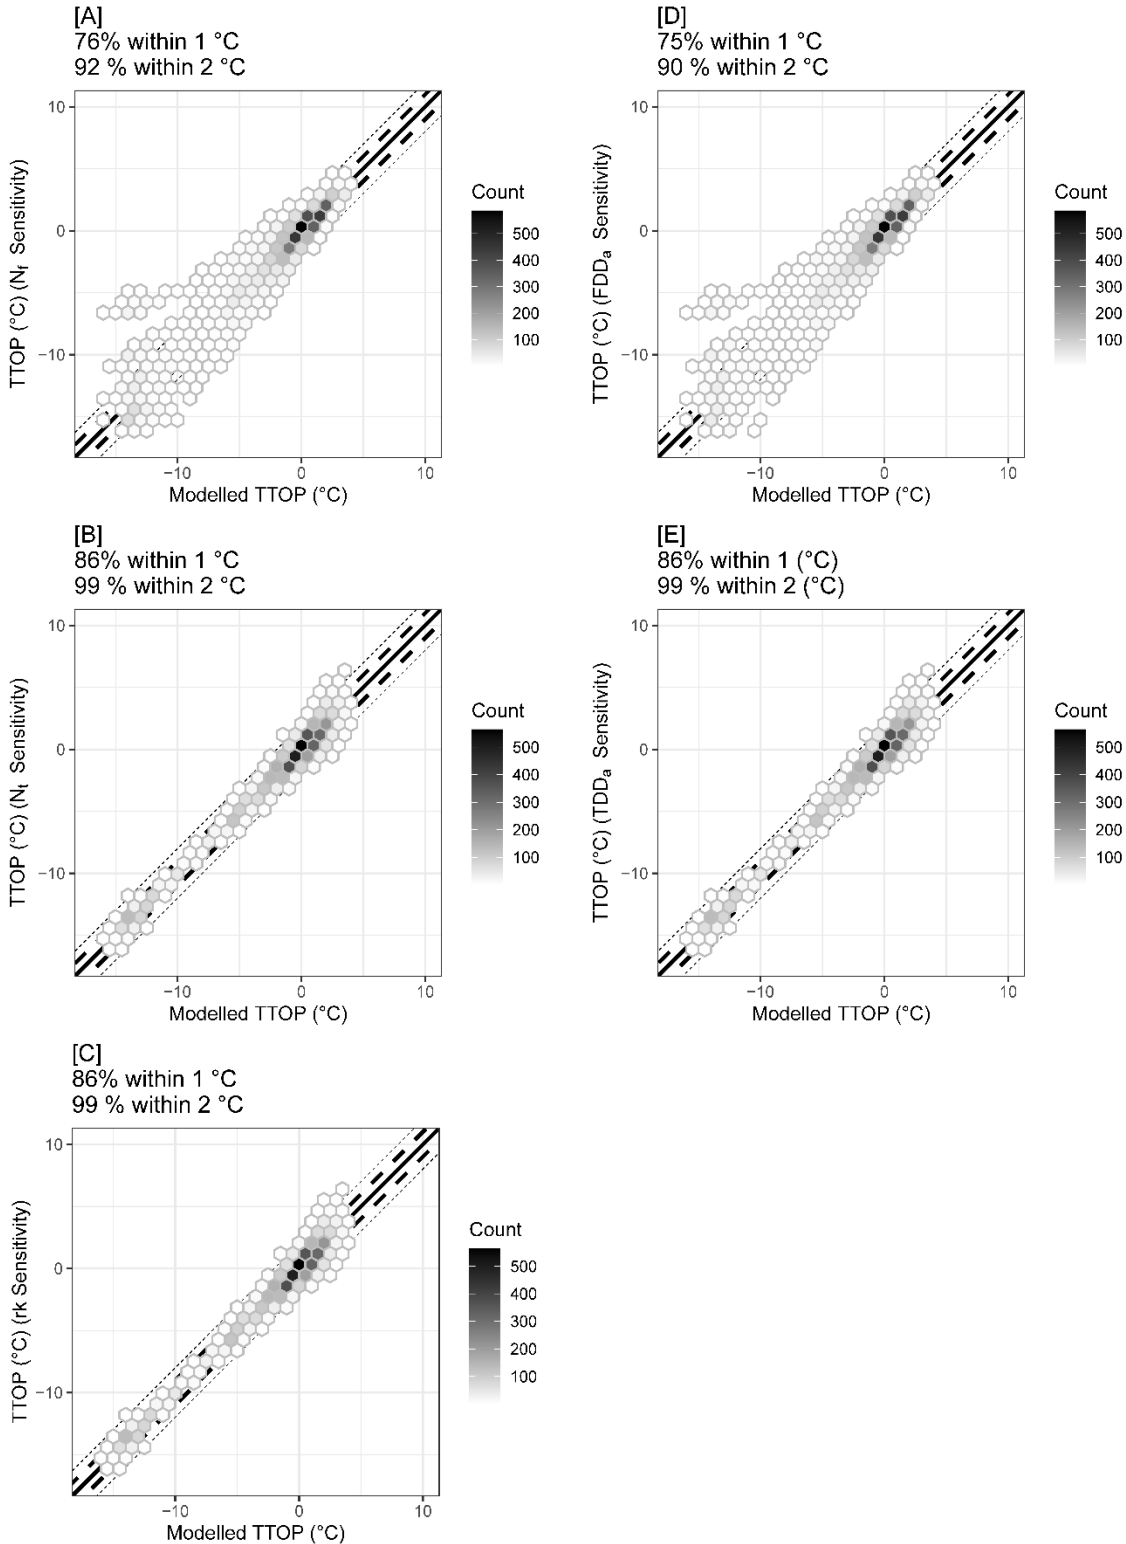 [A]
76% within 1 °C
92 % within 2 °C
TTOP (°C) (Nf Sensitivity)
10
0
−10
−10
0
10
Modelled TTOP (°C)
Count
500
400
300
200
100
[D]
75% within 1 °C
90 % within 2 °C
TTOP (°C) (FDDa Sensitivity)
10
0
−10
−10
0
10
Modelled TTOP (°C)
Count
500
400
300
200
100
[B]
86% within 1 °C
99 % within 2 °C
TTOP (°C) (Nt Sensitivity)
10
0
−10
−10
0
10
Modelled TTOP (°C)
Count
500
400
300
200
100
[E]
86% within 1 (°C)
99 % within 2 (°C)
TTOP (°C) (TDDa Sensitivity)
10
0
−10
−10
0
10
Modelled TTOP (°C)
Count
500
400
300
200
100
[C]
86% within 1 °C
99 % within 2 °C
TTOP (°C) (rk Sensitivity)
10
0
−10
−10
0
10
Modelled TTOP (°C)
Count
500
400
300
200
100